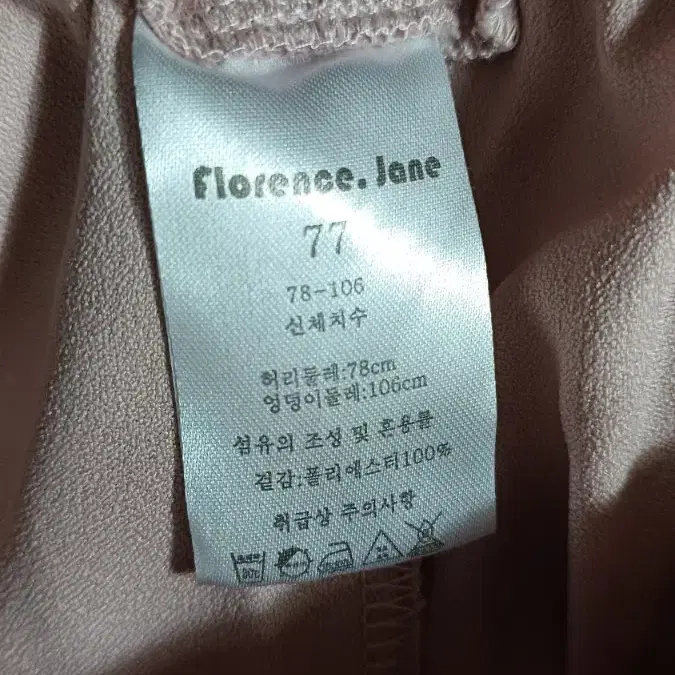 Florence. Jane
77
78-106
신체치수
허리둘레:78cm
엉덩이둘레:106cm
섬유의 조성 및 혼용률
겉감:폴리에스터100%
취급상 주의사항